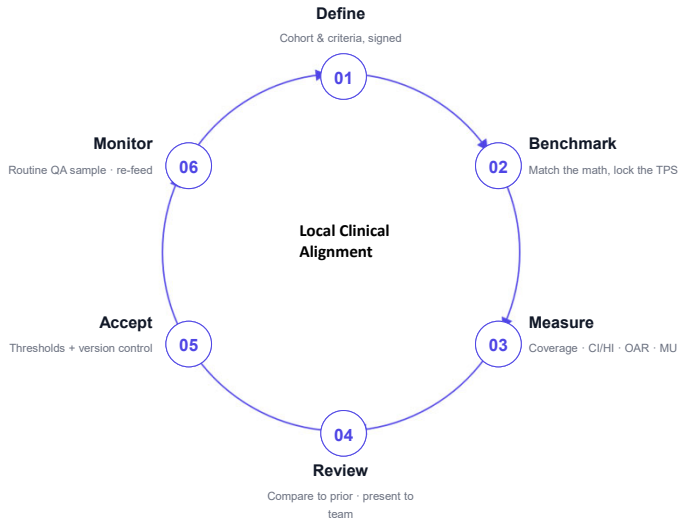 Define
Cohort & criteria, signed
01
Monitor
Routine QA sample · re-feed
06
Benchmark
Match the math, lock the TPS
02
Local Clinical
Alignment
Accept
Thresholds + version control
05
Measure
Coverage · CI/HI · OAR · MU
03
04
Review
Compare to prior · present to
team